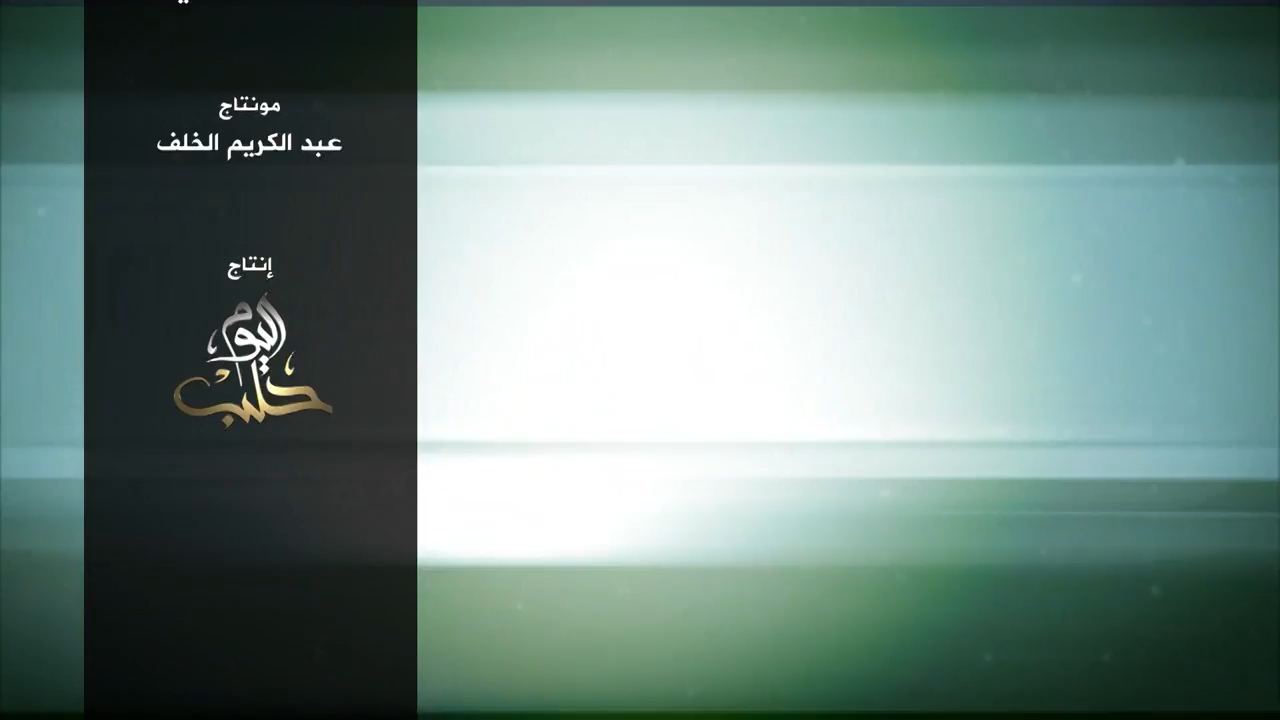 مونتاج
عبد الكريم الخلف
إنتاج
حلب
اليوم